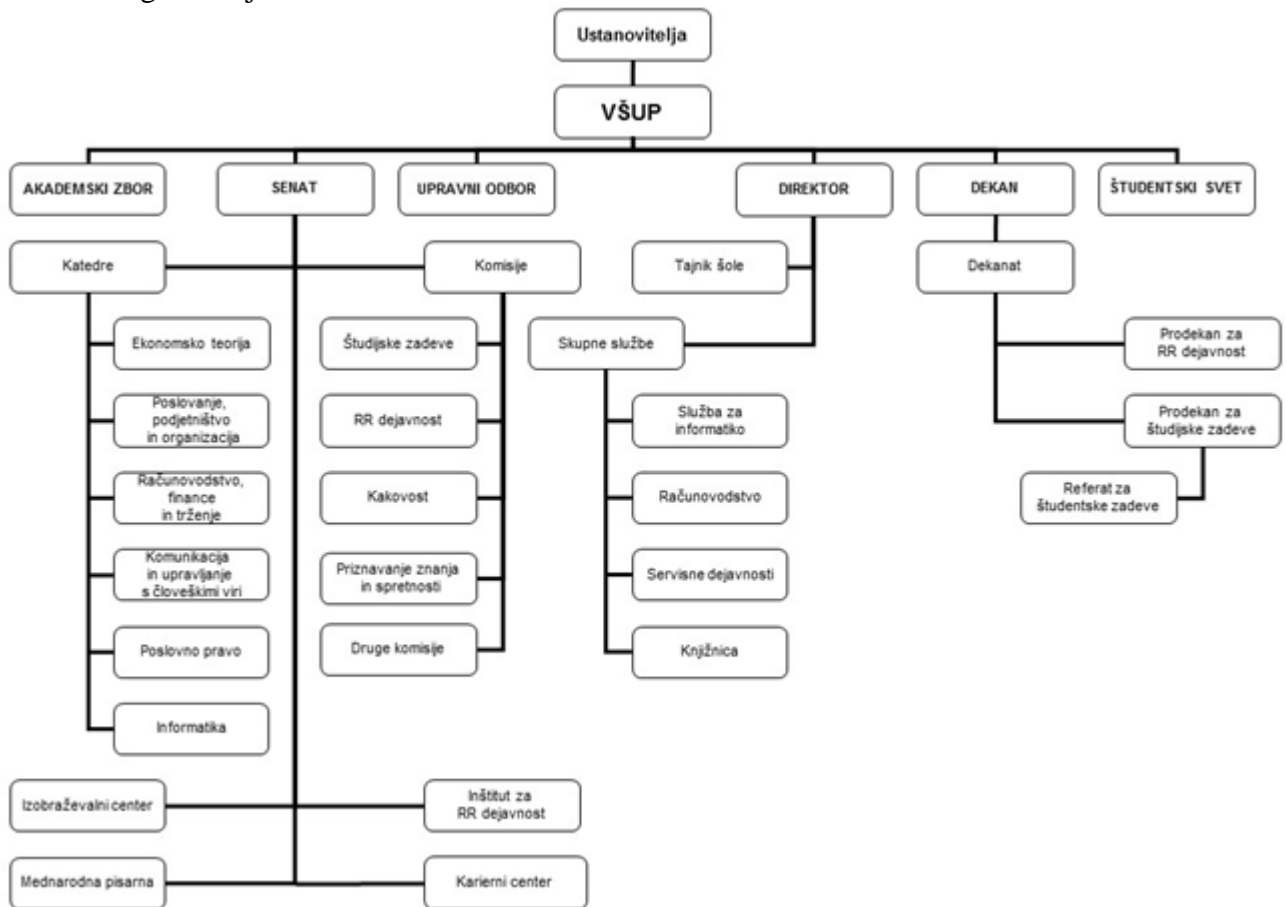 Ustanovitelja
VŠUP
AKADEMSKI ZBOR
SENAT
UPRAVNI ODBOR
DIREKTOR
DEKAN
ŠTUDENTSKI SVET
Katedre
Komisije
Tajnik šole
Dekanat
Ekonomsko teorija
Študijske zadeve
Skupne službe
Prodekan za
RR dejavnost
Poslovanje,
podjetništvo
in organizacija
RR dejavnost
Služba za
informatiko
Prodekan za
študijske zadeve
Računovodstvo,
finance
in trženje
Kakovost
Računovodstvo
Referat za
študentske zadeve
Komunikacija
in upravljanje
s človeškimi viri
Priznavanje znanja
in spretnosti
Servisne dejavnosti
Poslovno pravo
Druge komisije
Knjižnica
Informatika
Izobraževalni center
Inštitut za
RR dejavnost
Mednarodna pisarna
Karierni center